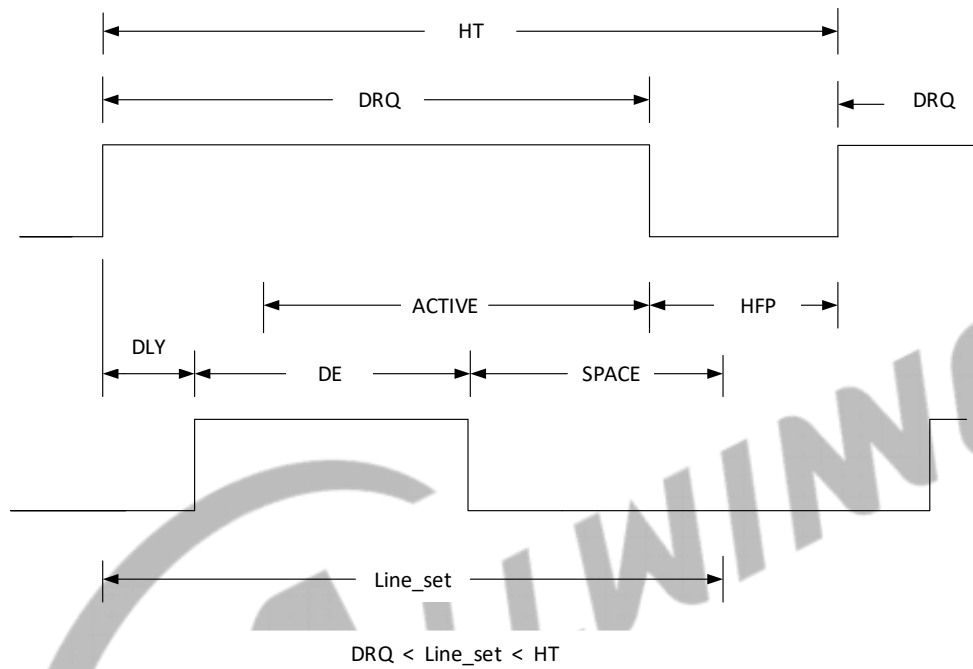 HT
DRQ DRQ
ACTIVE HFP
DLY
DE SPACE
Line_set
DRQ < Line_set < HT